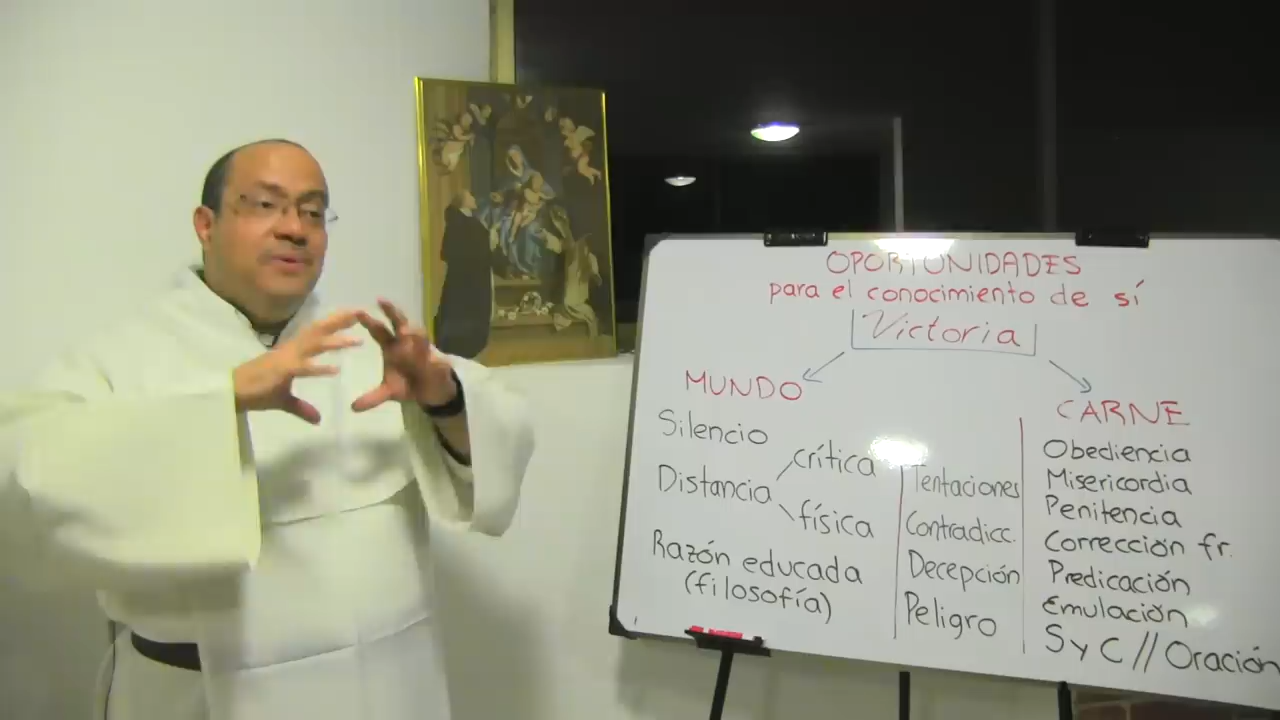 OPORTUNIDADES
para el conocimiento de sí
Victoria
MUNDO
Silencio
Distancia
crítica
física
Razón educada
(filosofía)
Tentaciones
Contradicc.
Decepción
Peligro
CARNE
Obediencia
Misericordia
Penitencia
Corrección fr.
Predicación
Emulación
S y C // Oración